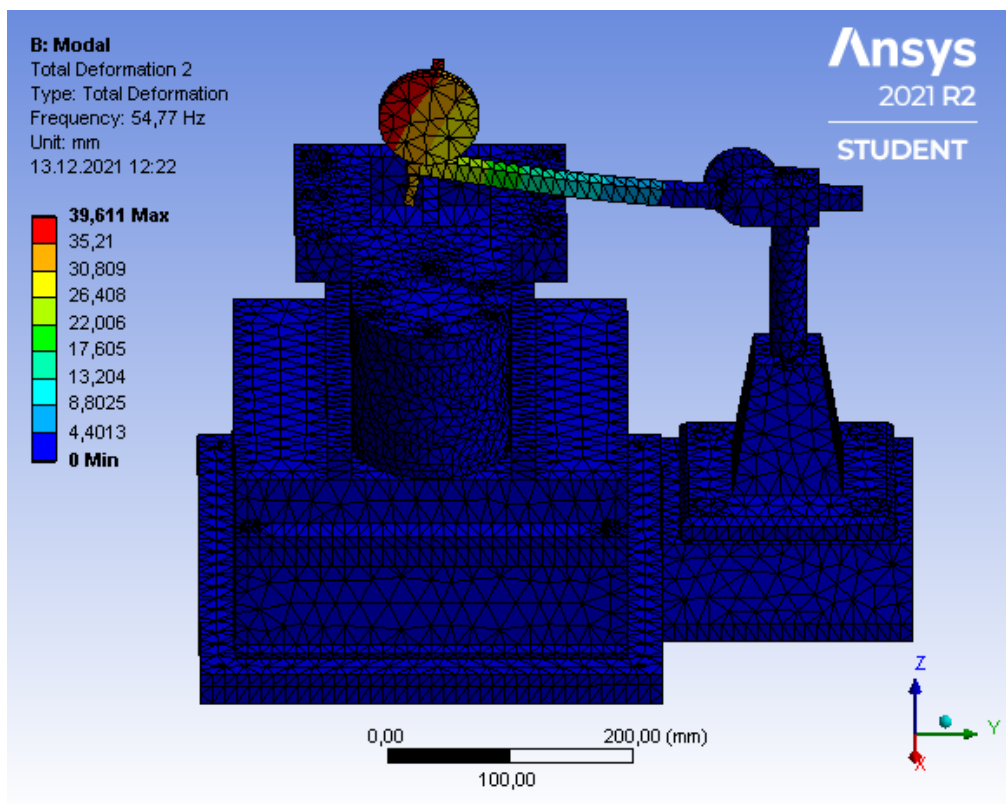 B: Modal
Total Deformation 2
Type: Total Deformation
Frequency: 54,77 Hz
Unit: mm
13.12.2021 12:22
39,611 Max
35,21
30,809
26,408
22,006
17,605
13,204
8,8025
4,4013
0 Min
Ansys
2021 R2
STUDENT
0,00
200,00 (mm)
100,00
Z
Y
X